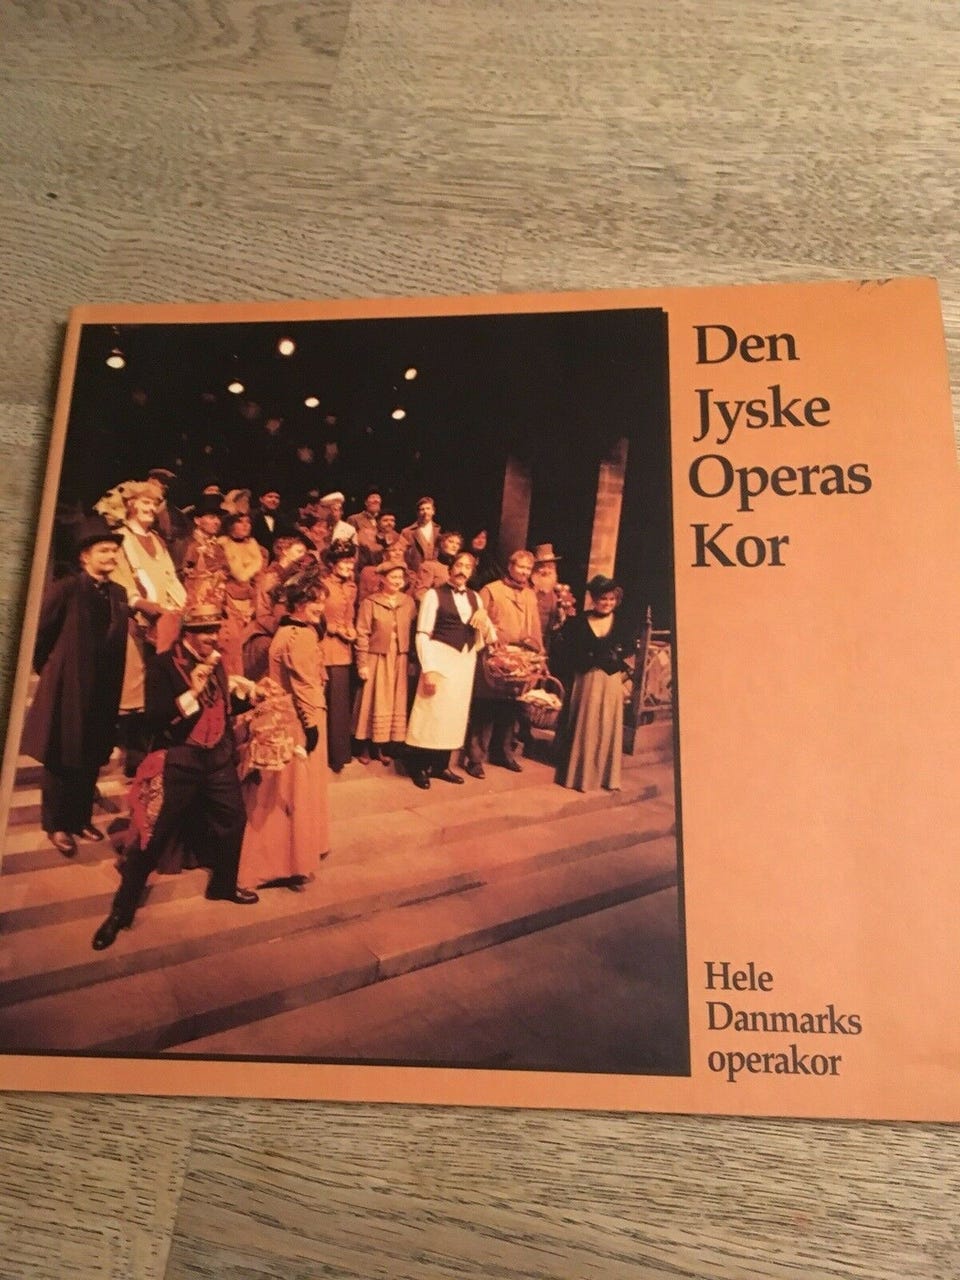 Den
Jyske
Operas
Kor
Hele
Danmarks
operakor